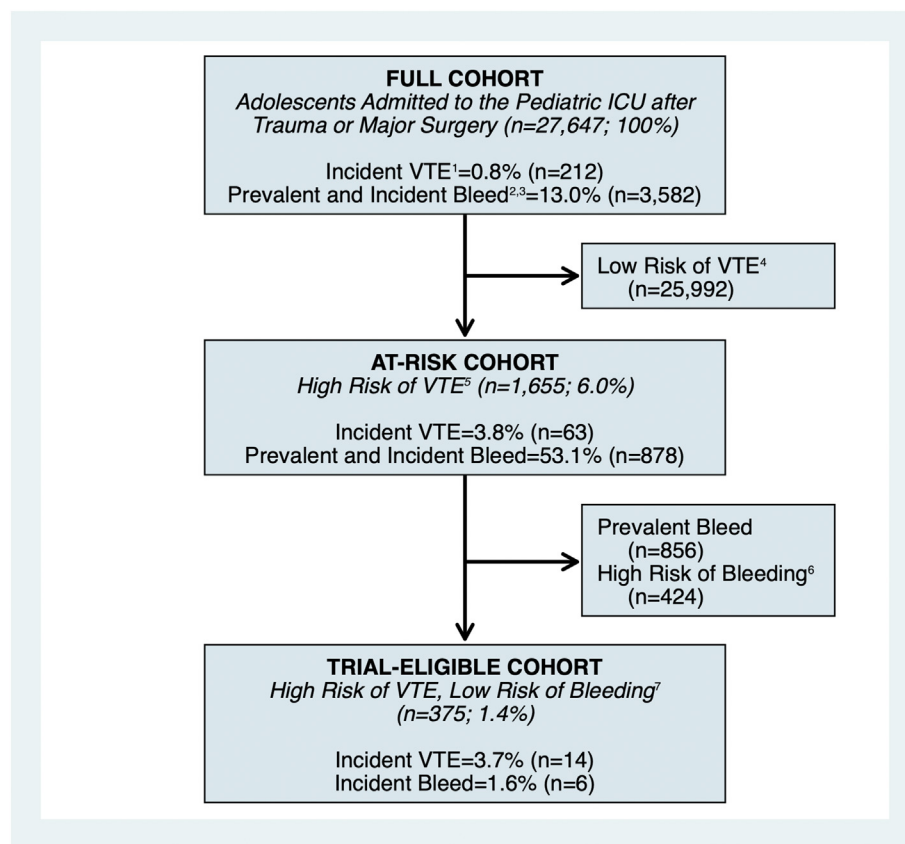 FULL COHORT
Adolescents Admitted to the Pediatric ICU after
Trauma or Major Surgery (n=27,647; 100%)
Incident VTE¹=0.8% (n=212)
Prevalent and Incident Bleed²,³=13.0% (n=3,582)
Low Risk of VTE⁴
(n=25,992)
AT-RISK COHORT
High Risk of VTE⁵ (n=1,655; 6.0%)
Incident VTE=3.8% (n=63)
Prevalent and Incident Bleed=53.1% (n=878)
Prevalent Bleed
(n=856)
High Risk of Bleeding⁶
(n=424)
TRIAL-ELIGIBLE COHORT
High Risk of VTE, Low Risk of Bleeding⁷
(n=375; 1.4%)
Incident VTE=3.7% (n=14)
Incident Bleed=1.6% (n=6)